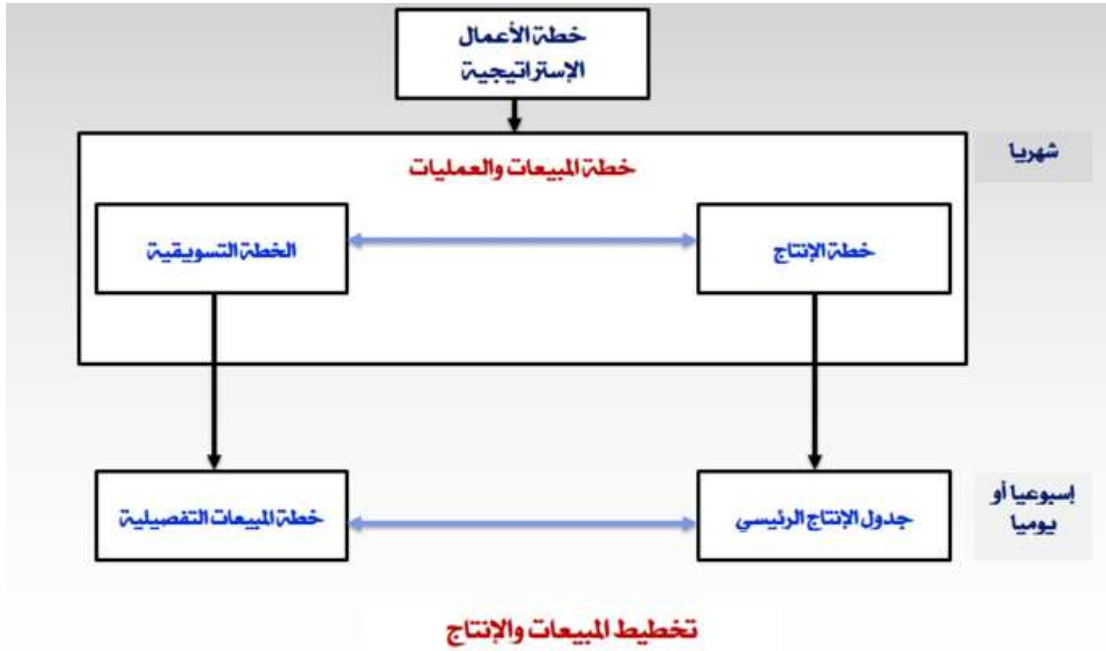 خطة الأعمال
الإستراتيجية
شهريا
خطة المبيعات والعمليات
خطة الإنتاج
الخطة التسويقية
إسبوعيا أو
يوميا
جدول الإنتاج الرئيسي
خطة المبيعات التفصيلية
تخطيط المبيعات والإنتاج